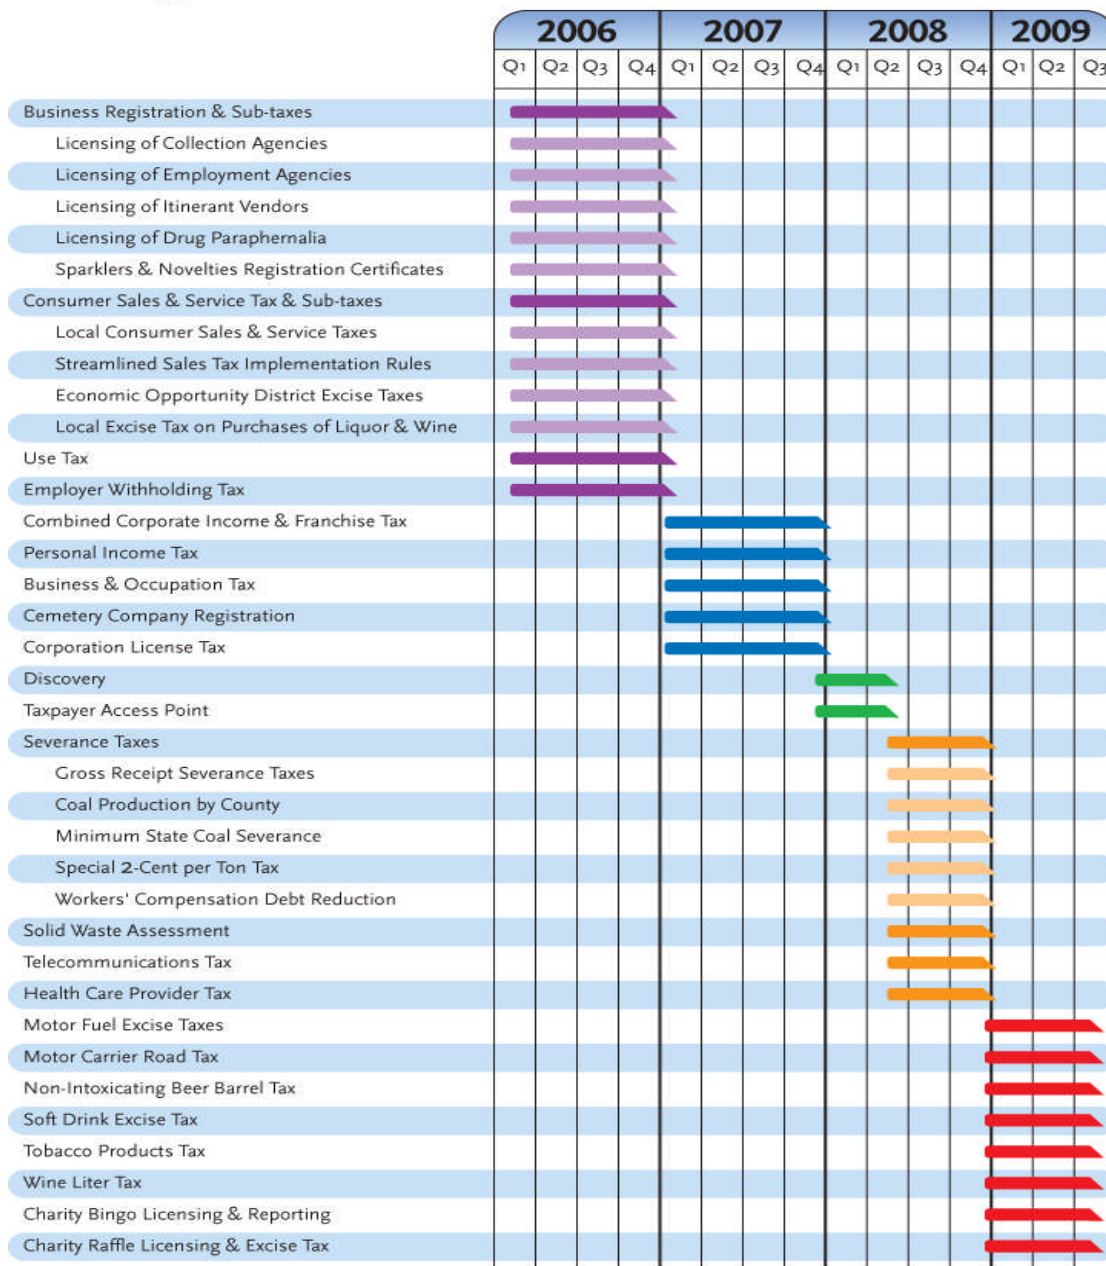 2006 2007 2008 2009
Q1 Q2 Q3 Q4 Q1 Q2 Q3 Q4 Q1 Q2 Q3 Q4 Q1 Q2 Q3
Business Registration & Sub-taxes
Licensing of Collection Agencies
Licensing of Employment Agencies
Licensing of Itinerant Vendors
Licensing of Drug Paraphernalia
Sparklers & Novelties Registration Certificates
Consumer Sales & Service Tax & Sub-taxes
Local Consumer Sales & Service Taxes
Streamlined Sales Tax Implementation Rules
Economic Opportunity District Excise Taxes
Local Excise Tax on Purchases of Liquor & Wine
Use Tax
Employer Withholding Tax
Combined Corporate Income & Franchise Tax
Personal Income Tax
Business & Occupation Tax
Cemetery Company Registration
Corporation License Tax
Discovery
Taxpayer Access Point
Severance Taxes
Gross Receipt Severance Taxes
Coal Production by County
Minimum State Coal Severance
Special 2-Cent per Ton Tax
Workers' Compensation Debt Reduction
Solid Waste Assessment
Telecommunications Tax
Health Care Provider Tax
Motor Fuel Excise Taxes
Motor Carrier Road Tax
Non-Intoxicating Beer Barrel Tax
Soft Drink Excise Tax
Tobacco Products Tax
Wine Liter Tax
Charity Bingo Licensing & Reporting
Charity Raffle Licensing & Excise Tax